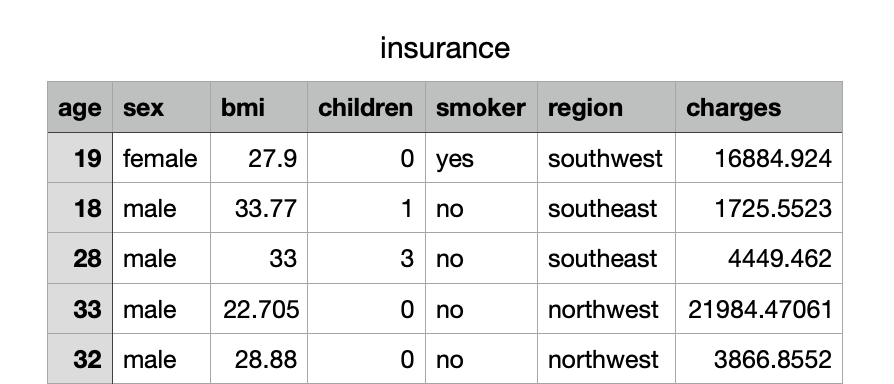 insurance
age sex bmi children smoker region charges
19 female 27.9 0 yes southwest 16884.924
18 male 33.77 1 no southeast 1725.5523
28 male 33 3 no southeast 4449.462
33 male 22.705 0 no northwest 21984.47061
32 male 28.88 0 no northwest 3866.8552